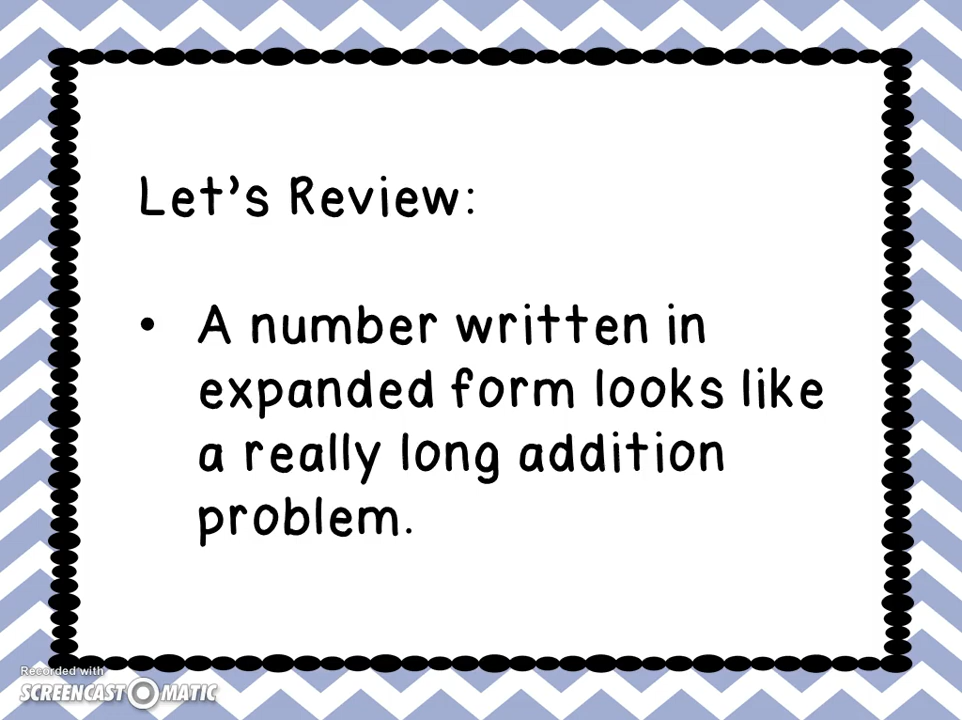 Let's Review:
• A number written in
expanded form looks like
a really long addition
problem.
Recorded with
SCREENCAST-O-MATIC